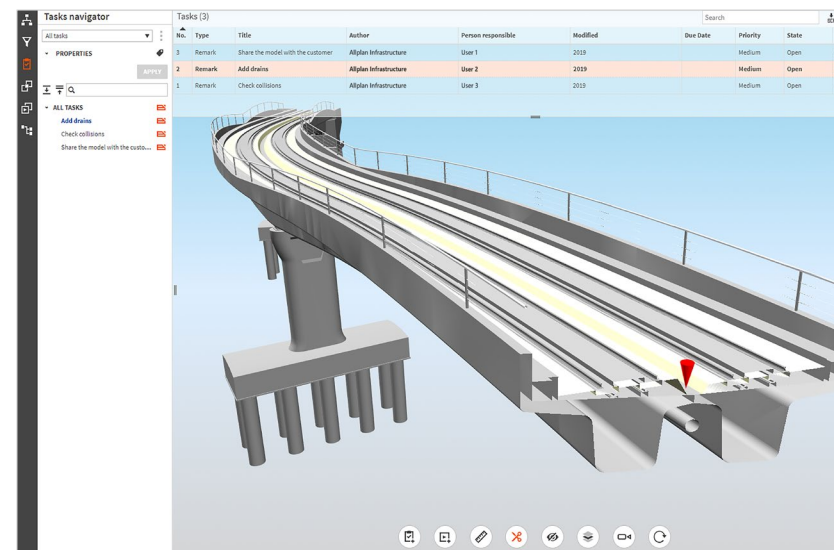 Tasks navigator
All tasks
PROPERTIES
APPLY
ALL TASKS
Add drains
Check collisions
Share the model with the custo...
Tasks (3)
Search
No. Type Title Author Person responsible Modified Due Date Priority State
3 Remark Share the model with the customer Allplan Infrastructure User 1 2019 Medium Open
2 Remark Add drains Allplan Infrastructure User 2 2019 Medium Open
1 Remark Check collisions Allplan Infrastructure User 3 2019 Medium Open